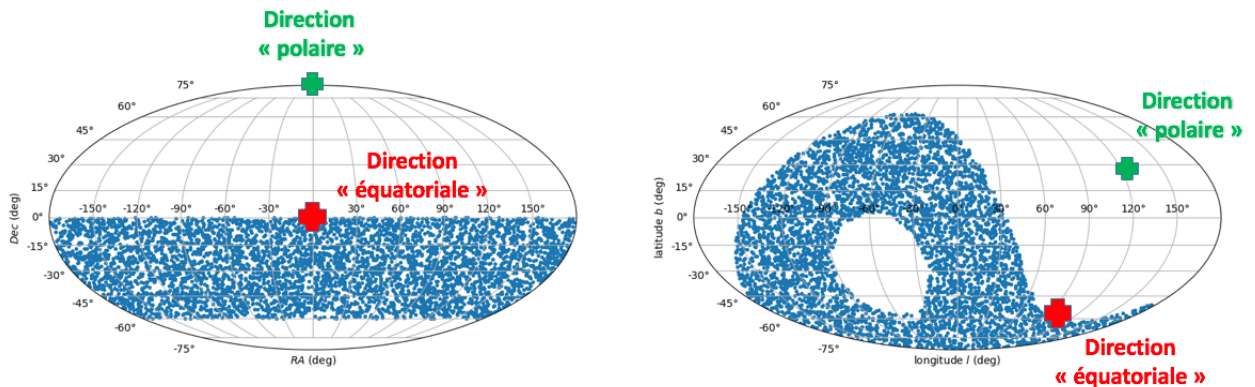 Direction
« polaire »
75°
60°
45°
30°
15°
0°
-15°
-30°
-45°
-60°
-75°
-150° -120° -90° -60° -30° 0° 30° 60° 90° 120° 150°
Dec (deg)
RA (deg)
Direction
« équatoriale »
75°
60°
45°
30°
15°
0°
-15°
-30°
-45°
-60°
-75°
-150° -120° -90° -60° -30° 0° 30° 60° 90° 120° 150°
latitude b (deg)
longitude l (deg)
Direction
« polaire »
Direction
« équatoriale »